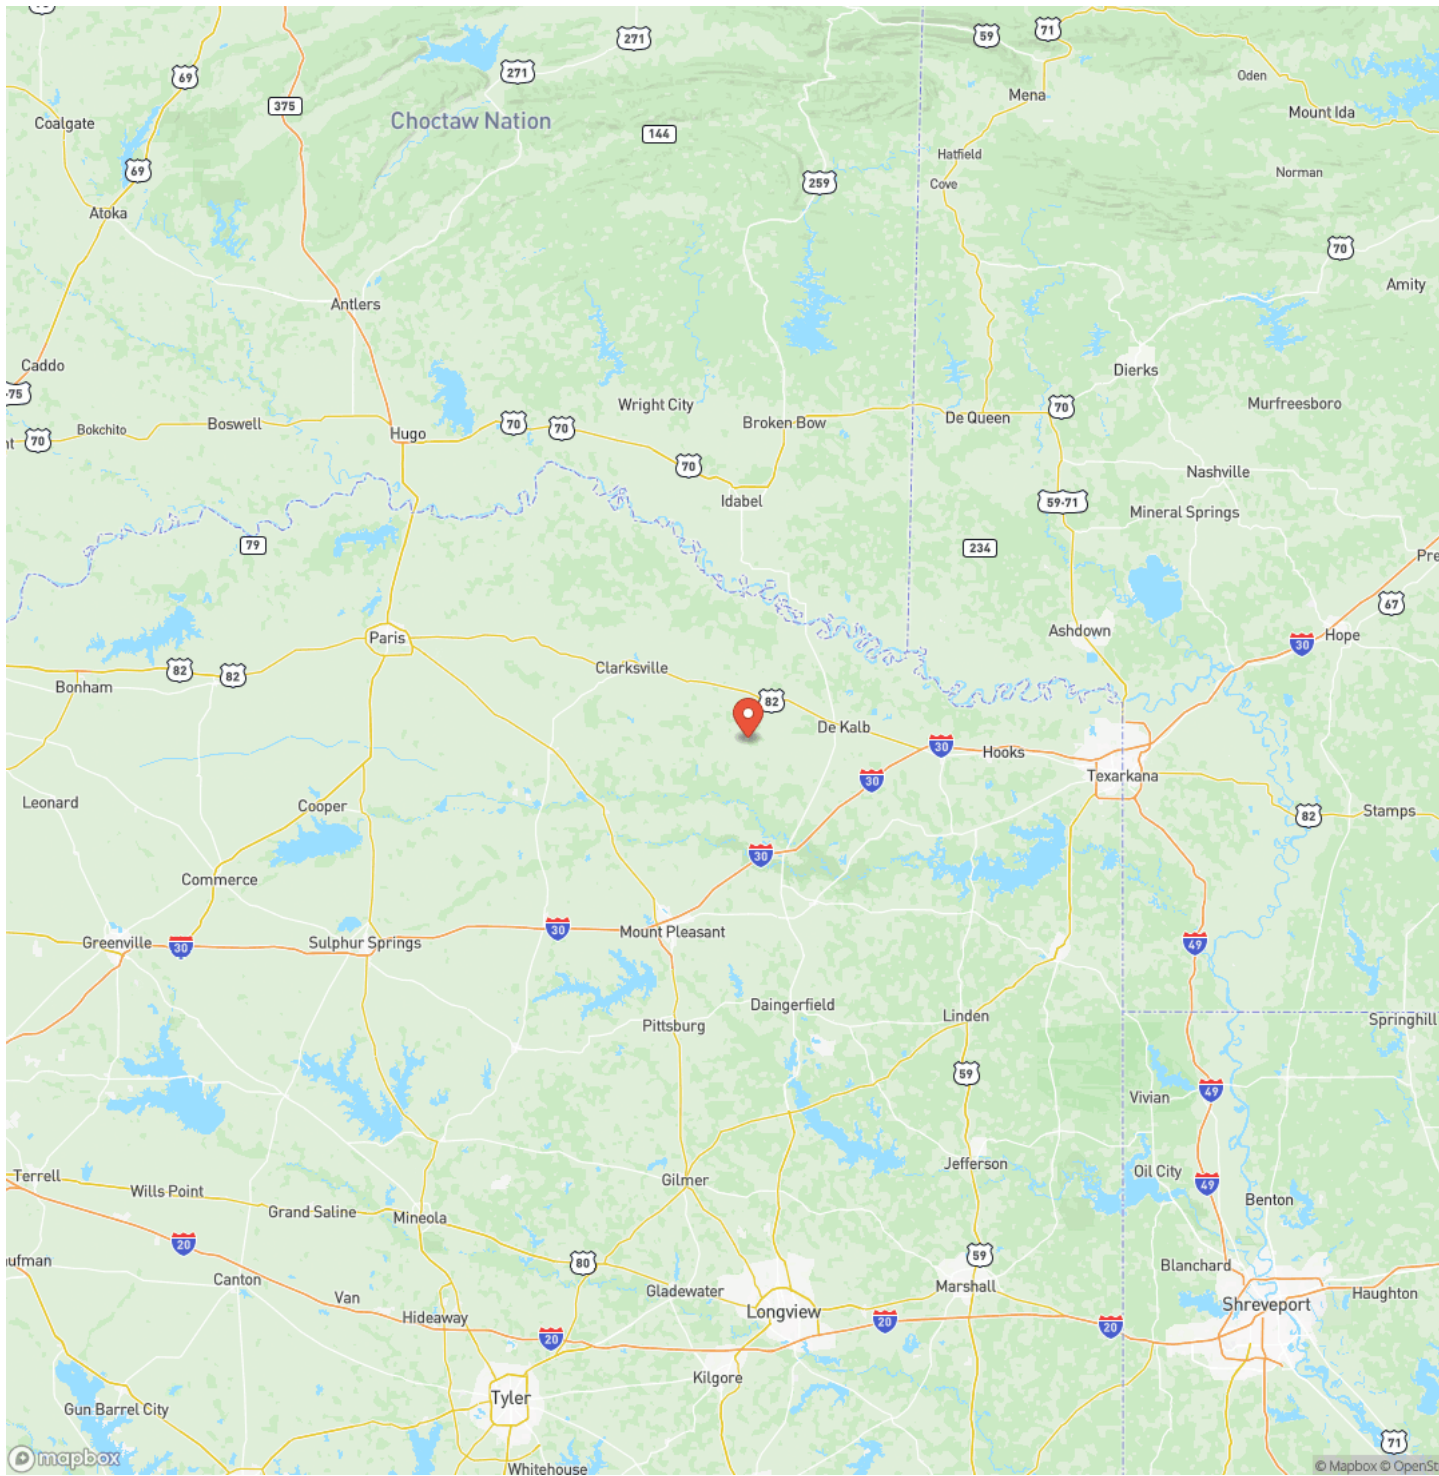 271
59
71
69
271
Oden
375
Coalgate
Choctaw Nation
144
Mena
Mount Ida
Hatfield
69
259
Cove
Norman
Atoka
70
Antlers
Amity
Caddo
Dierks
-75
Wright City
70
Murfreesboro
Boswell
Bokchito
70
70
70
Broken Bow
De Queen
Hugo
70
Idabel
Nashville
59-71
Mineral Springs
79
234
Pre
67
Paris
Ashdown
Hope
30
Clarksville
82
82
Bonham
82
De Kalb
30
Hooks
Texarkana
30
Leonard
Cooper
82
Stamps
30
Commerce
Greenville
30
Sulphur Springs
30
Mount Pleasant
49
Daingerfield
Pittsburg
Linden
Springhill
59
Vivian
49
Terrell
Wills Point
Gilmer
Jefferson
Oil City
49
Grand Saline
Mineola
Benton
20
aufman
80
59
Blanchard
Canton
Van
Gladewater
Marshall
Haughton
Hideaway
Longview
Shreveport
20
20
20
Kilgore
Tyler
Gun Barrel City
71
mapbox
Whitehouse
© Mapbox © OpenSt